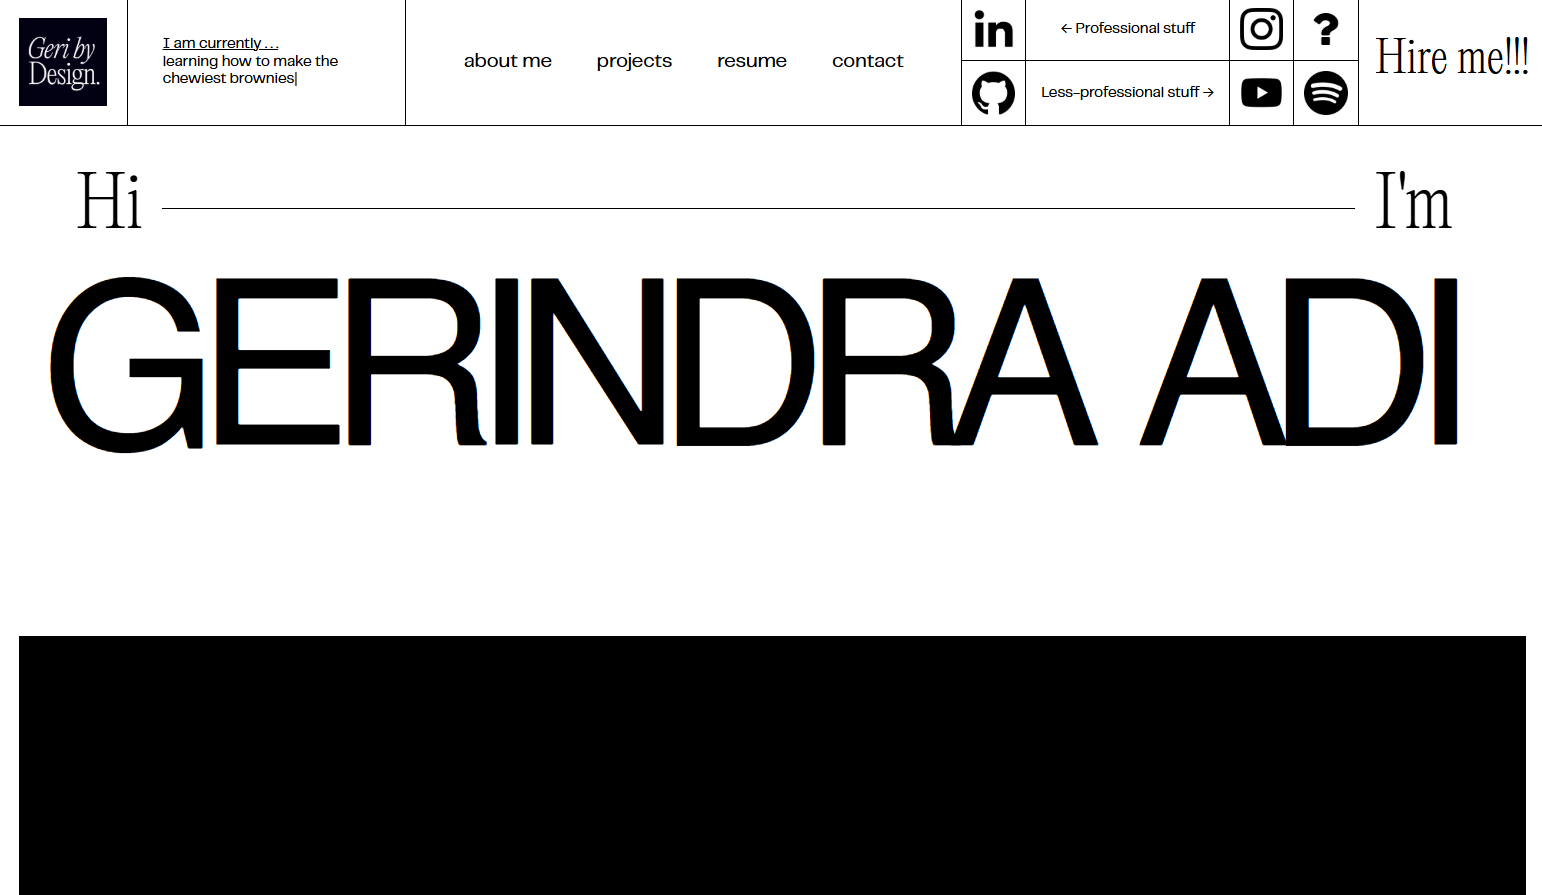 Geri by
Design.
I am currently ...
learning how to make the
chewiest brownies|
about me
projects
resume
contact
in
← Professional stuff
?
Less-professional stuff →
Hire me!!!
Hi
I'm
GERINDRA ADI